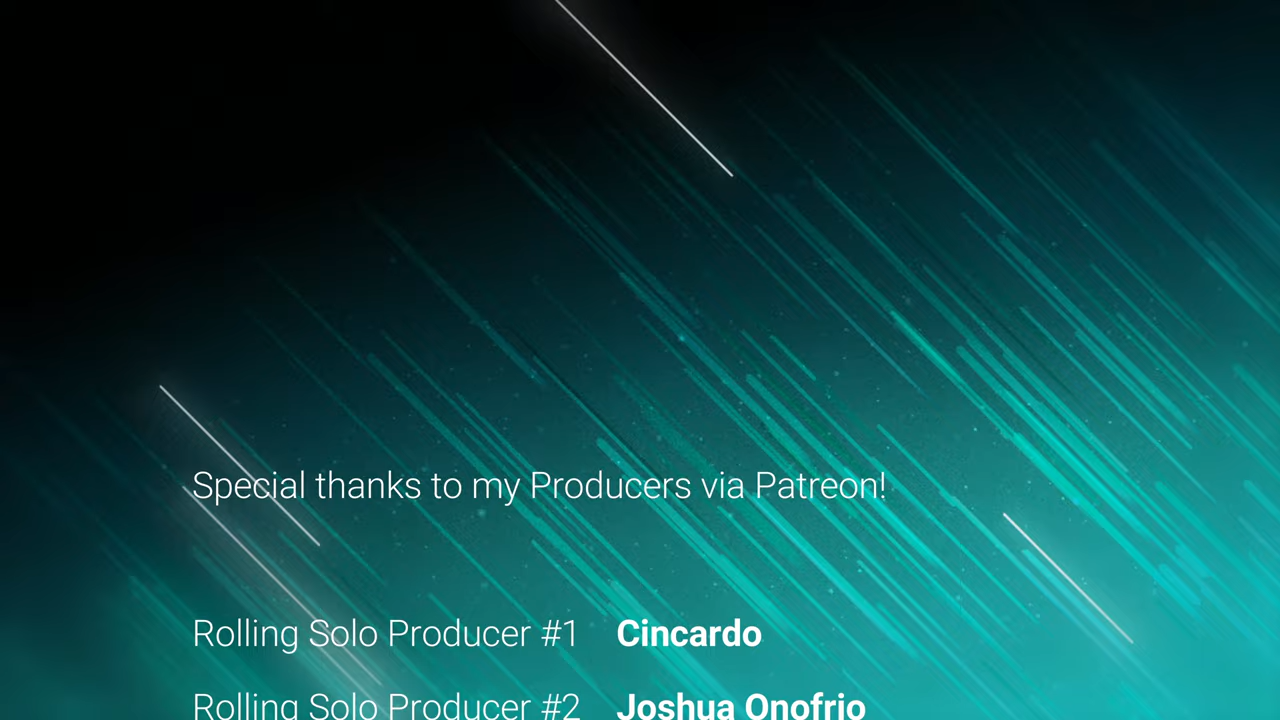 Special thanks to my Producers via Patreon!
Rolling Solo Producer #1 Cincardo
Rolling Solo Producer #2 Joshua Onofrio